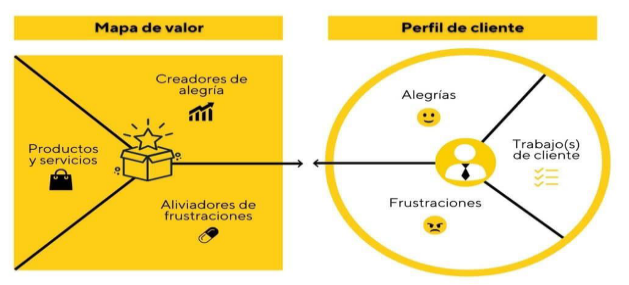 Mapa de valor
Creadores de
alegría
Productos
y servicios
Aliviadores de
frustraciones
Perfil de cliente
Alegrías
Trabajo(s)
de cliente
Frustraciones